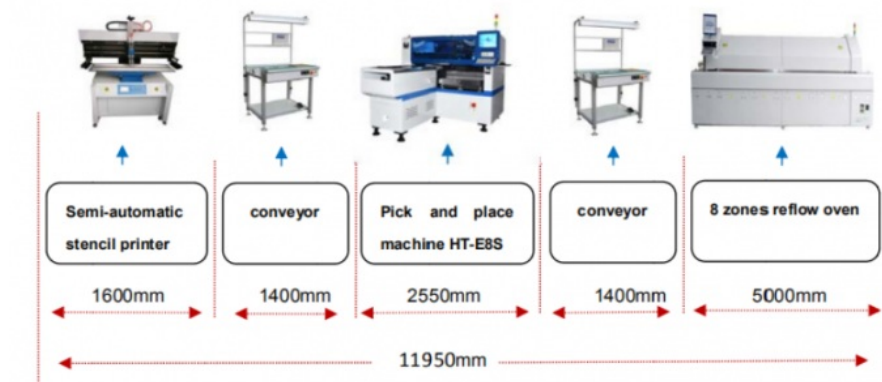 Semi-automatic
stencil printer
conveyor
Pick and place
machine HT-E8S
conveyor
8 zones reflow oven
1600mm
1400mm
2550mm
1400mm
5000mm
11950mm